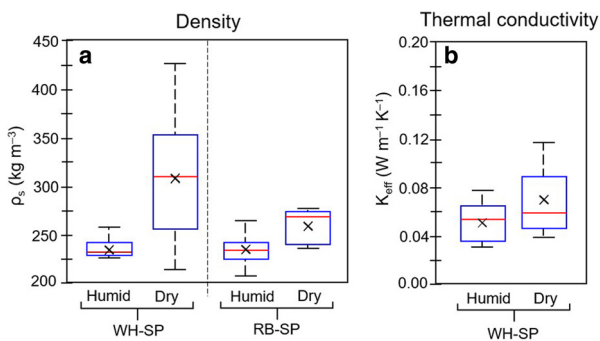 Density
Thermal conductivity
a
ρs (kg m−3)
450
400
350
300
250
200
Humid Dry Humid Dry
WH-SP RB-SP
b
Keff (W m−1 K−1)
0.20
0.16
0.12
0.08
0.04
0.00
Humid Dry
WH-SP